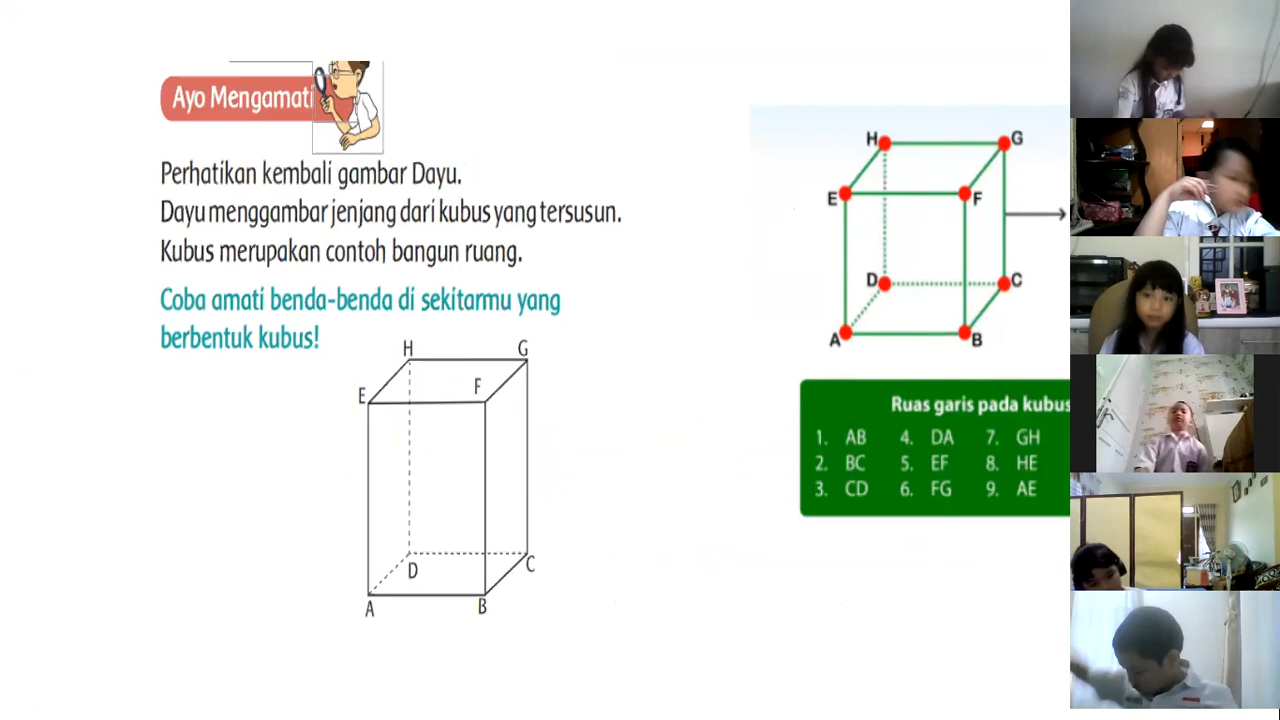 Ayo Mengamati
Perhatikan kembali gambar Dayu.
Dayu menggambar jenjang dari kubus yang tersusun.
Kubus merupakan contoh bangun ruang.
Coba amati benda-benda di sekitarmu yang
berbentuk kubus!
H G
E F
D C
A B
H G
E F
D C
A B
Ruas garis pada kubus
1. AB 4. DA 7. GH
2. BC 5. EF 8. HE
3. CD 6. FG 9. AE